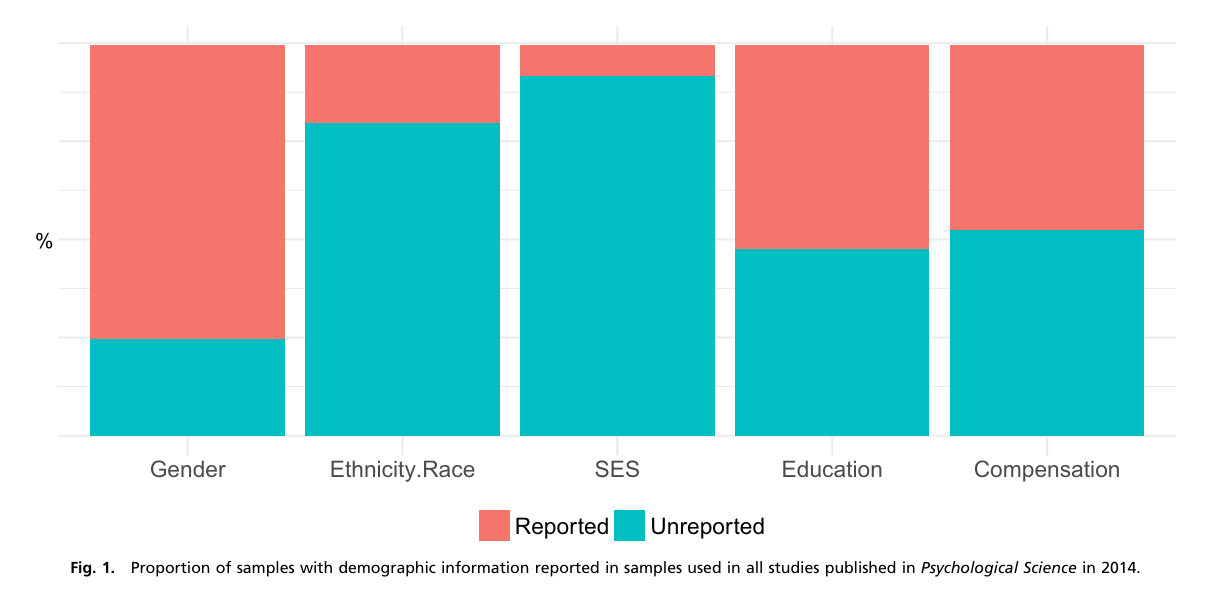 %
Gender Ethnicity.Race SES Education Compensation
Reported Unreported
Fig. 1. Proportion of samples with demographic information reported in samples used in all studies published in Psychological Science in 2014.